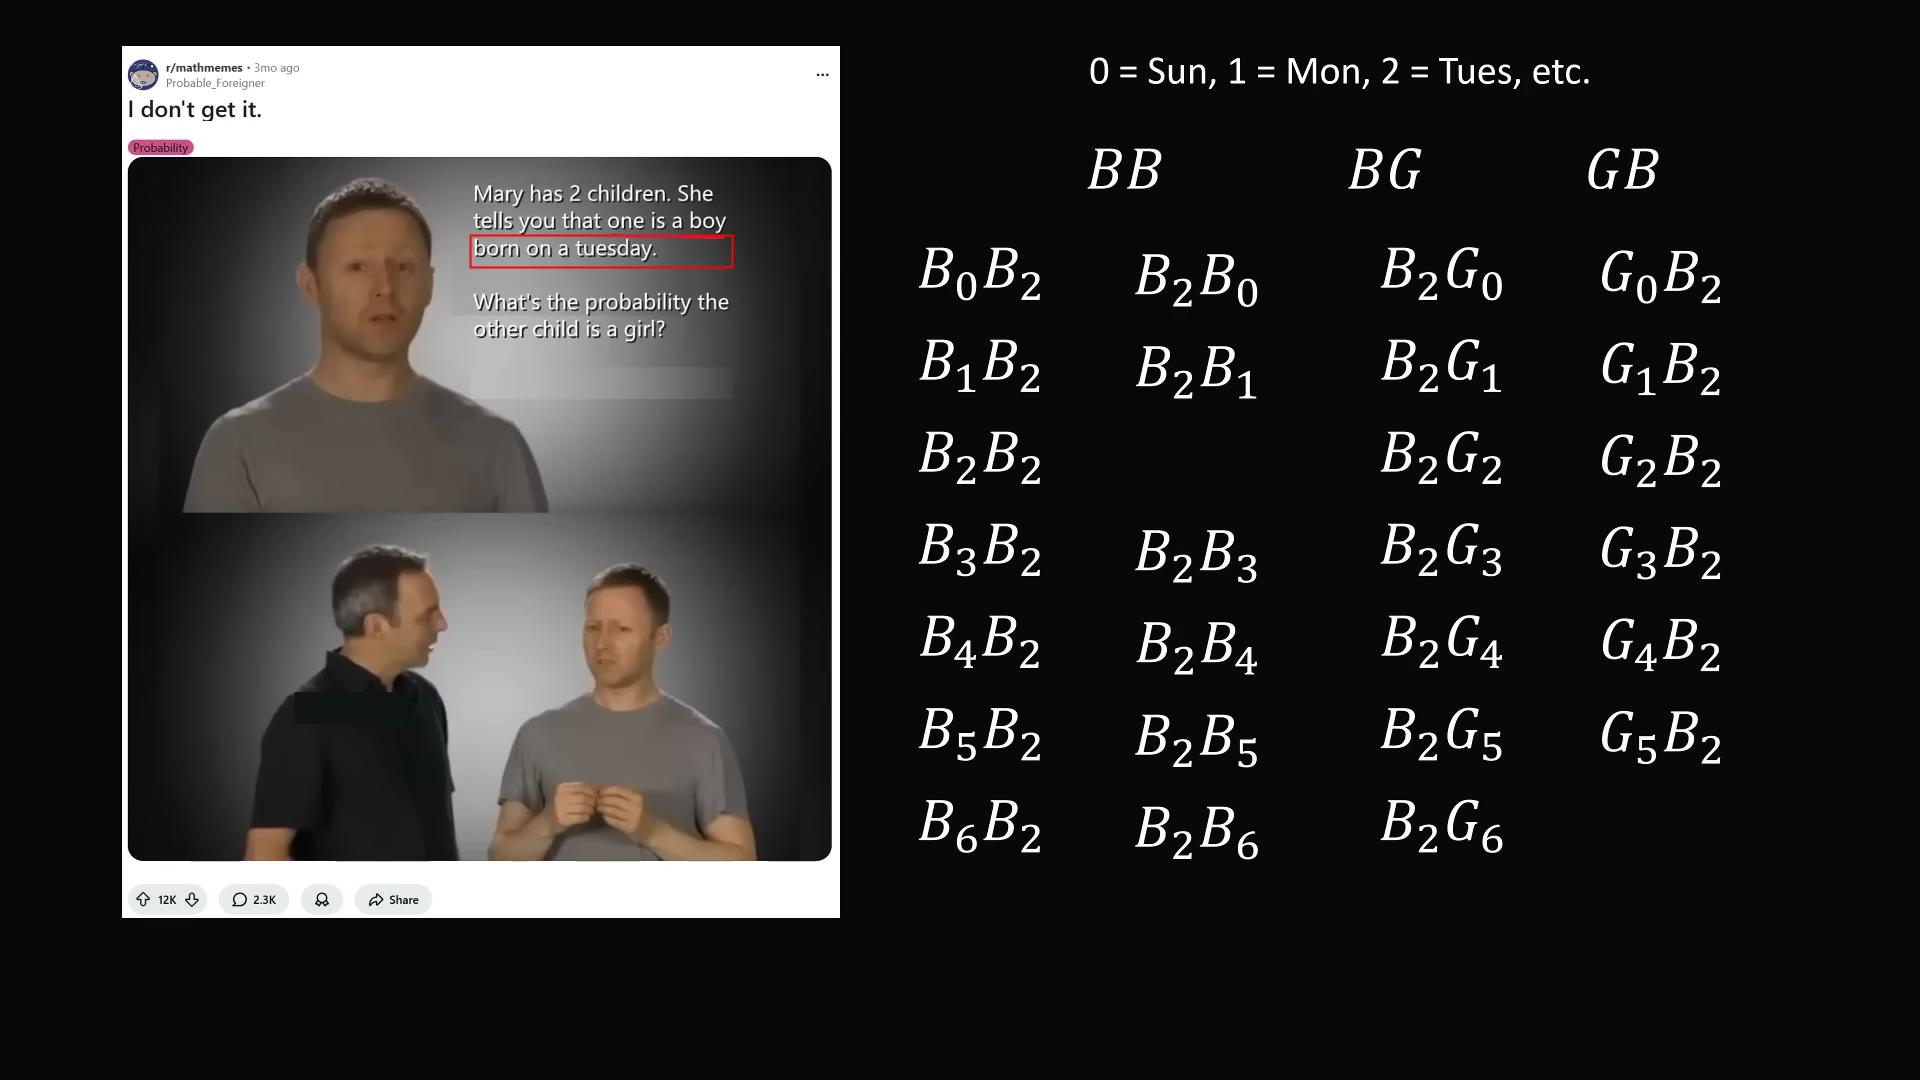 r/mathmemes • 3mo ago
Probable_Foreigner
I don't get it.
Probability
Mary has 2 children. She
tells you that one is a boy
born on a tuesday.
What's the probability the
other child is a girl?
12K
2.3K
Share
0 = Sun, 1 = Mon, 2 = Tues, etc.
BB BG GB
B₀B₂ B₂B₀ B₂G₀ G₀B₂
B₁B₂ B₂B₁ B₂G₁ G₁B₂
B₂B₂ B₂G₂ G₂B₂
B₃B₂ B₂B₃ B₂G₃ G₃B₂
B₄B₂ B₂B₄ B₂G₄ G₄B₂
B₅B₂ B₂B₅ B₂G₅ G₅B₂
B₆B₂ B₂B₆ B₂G₆